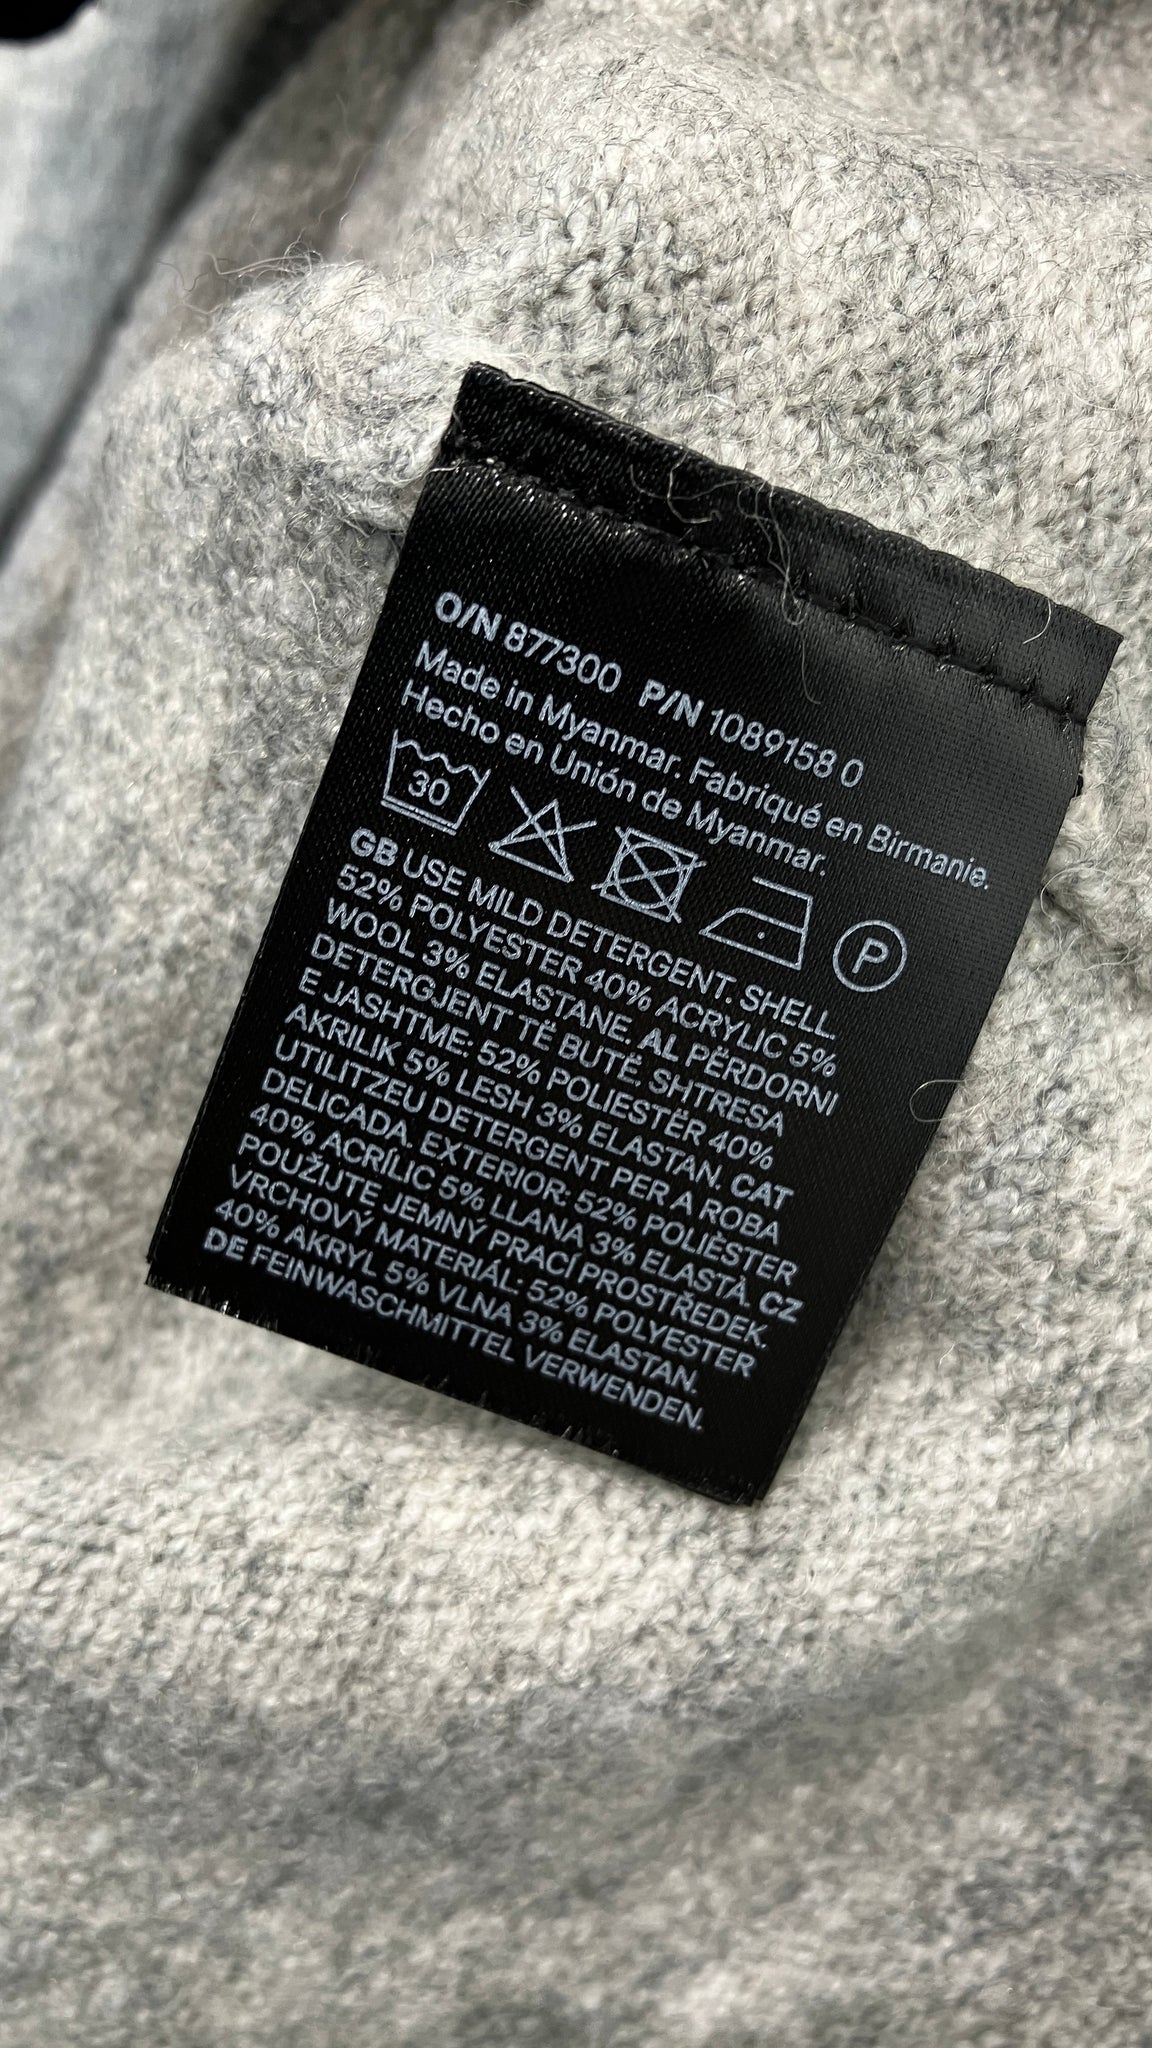 O/N 877300 P/N 1089158 0
Made in Myanmar. Fabriqué en Birmanie.
Hecho en Unión de Myanmar.
30
P
GB USE MILD DETERGENT. SHELL
52% POLYESTER 40% ACRYLIC 5%
WOOL 3% ELASTANE. AL PËRDORNI
DETERGJENT TË BUTË. SHTRESA
E JASHTME: 52% POLIESTËR 40%
AKRILIK 5% LESH 3% ELASTAN. CAT
UTILITZEU DETERGENT PER A ROBA
DELICADA. EXTERIOR: 52% POLIÈSTER
40% ACRÍLIC 5% LLANA 3% ELASTÀ. CZ
POUŽIJTE JEMNÝ PRACÍ PROSTŘEDEK.
VRCHOVÝ MATERIÁL: 52% POLYESTER
40% AKRYL 5% VLNA 3% ELASTAN.
DE FEINWASCHMITTEL VERWENDEN.